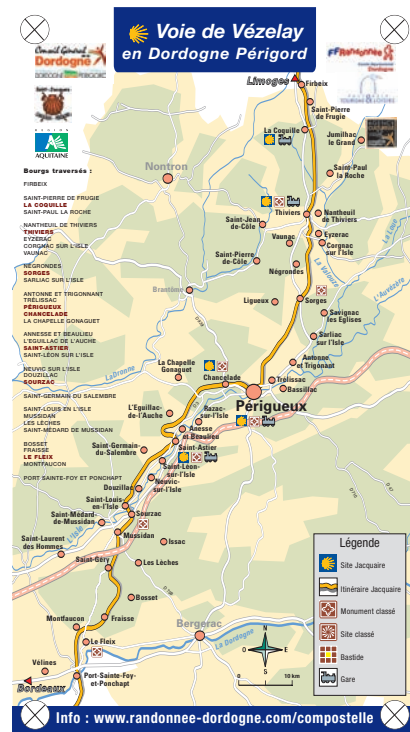 Voie de Vézelay
en Dordogne Périgord
Conseil Général
Dordogne
DORDOGNE PÉRIGORD
FFRandonnée
Dordogne
AQUITAINE
Bourgs traversés :
FIRBEIX
SAINT-PIERRE DE FRUGIE
LA COQUILLE
SAINT-PAUL LA ROCHE
NANTHEUIL DE THIVIERS
THIVIERS
EYZERAC
CORGNAC SUR L'ISLE
VAUNAC
NÉGRONDES
SORGES
SARLIAC SUR L'ISLE
ANTONNE ET TRIGONNANT
TRÉLISSAC
PÉRIGUEUX
CHANCELADE
LA CHAPELLE GONAGUET
ANNESSE ET BEAULIEU
L'EGUILLAC DE L'AUCHE
SAINT-ASTIER
SAINT-LÉON SUR L'ISLE
NEUVIC SUR L'ISLE
DOUZILLAC
SOURZAC
SAINT-GERMAIN DU SALEMBRE
SAINT-LOUIS EN L'ISLE
MUSSIDAN
LES LÈCHES
SAINT-MÉDARD DE MUSSIDAN
BOSSET
FRAISSE
LE FLEIX
MONTFAUCON
PORT SAINTE-FOY ET PONCHAPT
Limoges
Firbeix
Saint-Pierre
de Frugie
La Coquille
Jumilhac
le Grand
Nontron
Saint-Paul
la Roche
Thiviers
Nantheuil
de Thiviers
Saint-Jean
de-Côle
Eyzerac
Vaunac
Corgnac
sur l'Isle
La Loue
Saint-Pierre
de-Côle
Négrondes
L'Auvézère
Brantôme
Ligueux
Sorges
Savignac
les Eglises
Sarliac
sur l'Isle
Antonne
et Trigonant
La Chapelle
Gonaguet
LaDronne
Chancelade
Trélissac
Bassillac
Périgueux
L'Eguillac-
de-l'Auche
Razac-
sur-l'Isle
Anesse
et Beaulieu
Saint-Germain-
du-Salembre
Saint-Astier
Saint-Léon-
sur-l'Isle
Neuvic-
sur-l'Isle
Douzillac
Saint-Louis-
en-l'Isle
Sourzac
Saint-Médard-
de-Mussidan
Mussidan
L'Isle
Saint-Laurent
des Hommes
Issac
Saint-Géry
Les Lèches
Bosset
Montfaucon
Fraisse
Bergerac
La Dordogne
Le Fleix
Vélines
Port-Sainte-Foy-
et-Ponchapt
Bordeaux
N
O
E
S
0
10 km
Légende
Site Jacquaire
Itinéraire Jacquaire
Monument classé
Site classé
Bastide
Gare
Info : www.randonnee-dordogne.com/compostelle